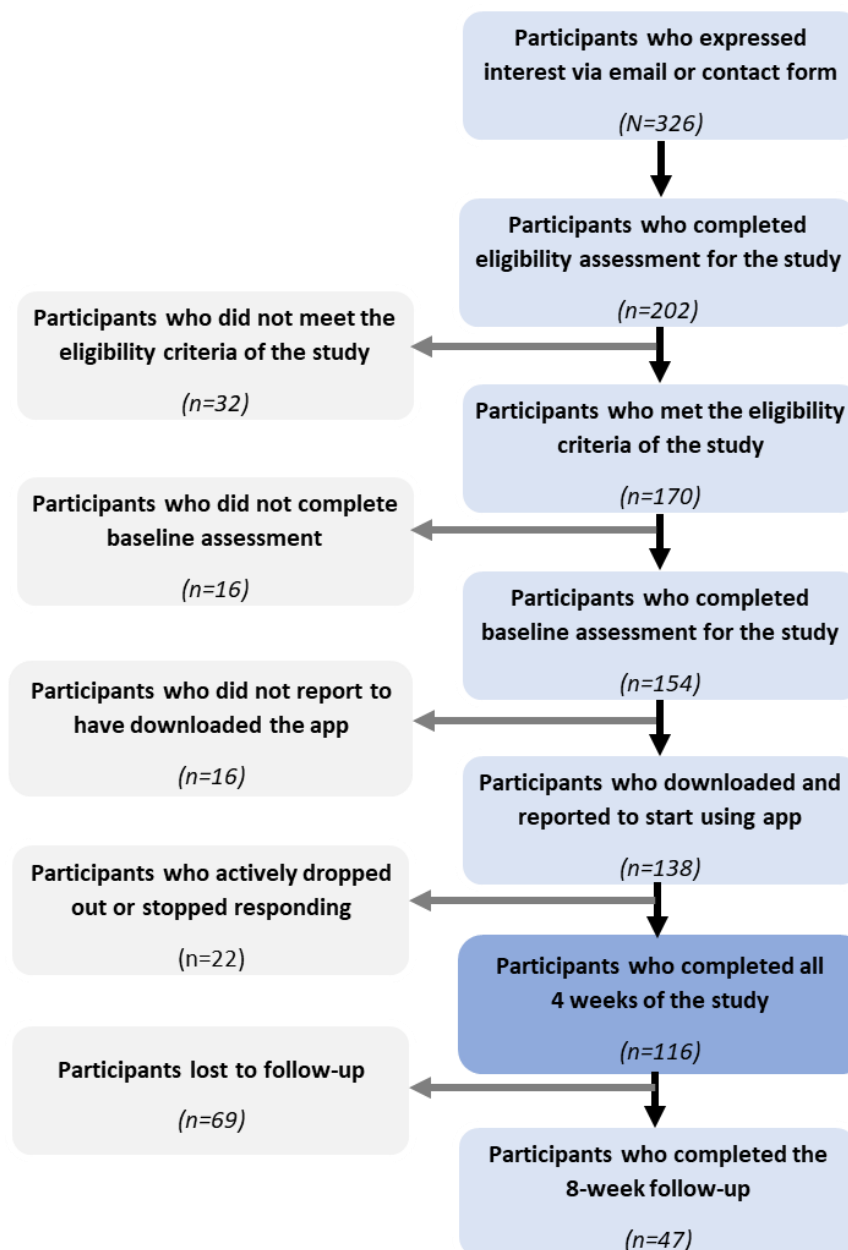 Participants who expressed
interest via email or contact form
(N=326)
Participants who completed
eligibility assessment for the study
(n=202)
Participants who did not meet the
eligibility criteria of the study
(n=32)
Participants who met the eligibility
criteria of the study
(n=170)
Participants who did not complete
baseline assessment
(n=16)
Participants who completed
baseline assessment for the study
(n=154)
Participants who did not report to
have downloaded the app
(n=16)
Participants who downloaded and
reported to start using app
(n=138)
Participants who actively dropped
out or stopped responding
(n=22)
Participants who completed all
4 weeks of the study
(n=116)
Participants lost to follow-up
(n=69)
Participants who completed the
8-week follow-up
(n=47)